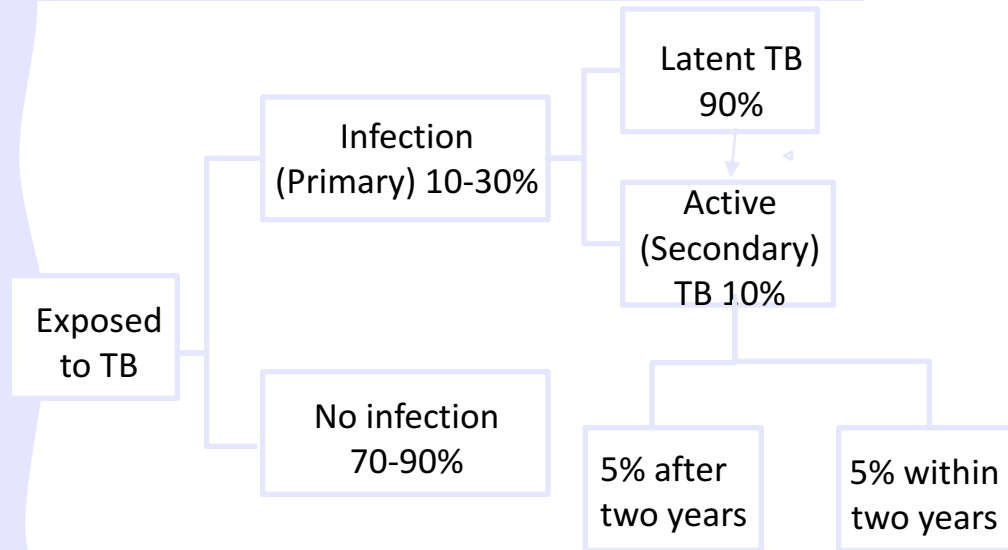 Latent TB
90%
Infection
(Primary) 10-30%
Active
(Secondary)
TB 10%
Exposed
to TB
No infection
70-90%
5% after
two years
5% within
two years